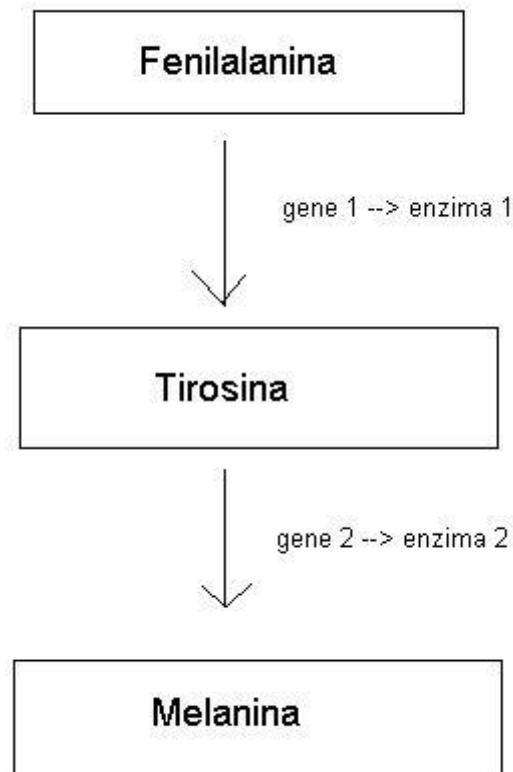 Fenilalanina
gene 1 --> enzima 1
Tirosina
gene 2 --> enzima 2
Melanina